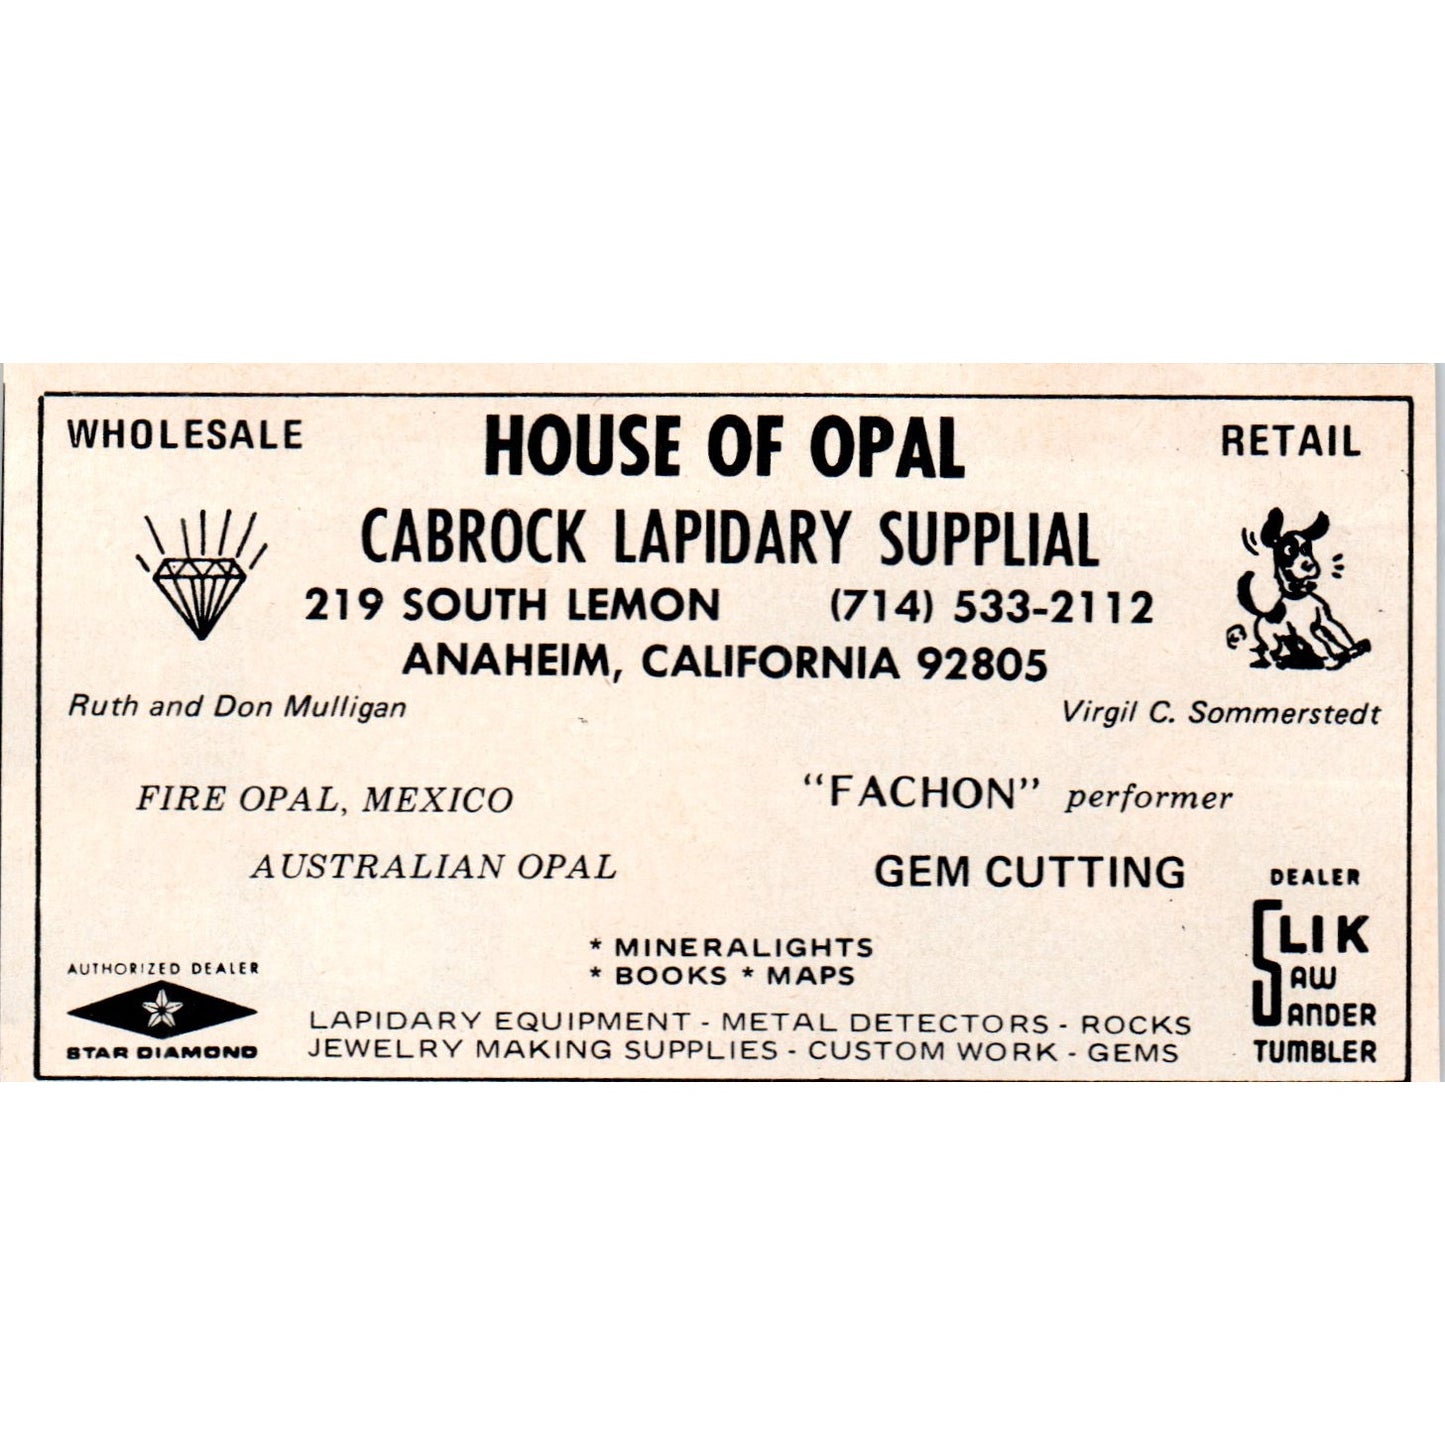 WHOLESALE HOUSE OF OPAL RETAIL
CABROCK LAPIDARY SUPPLIAL
219 SOUTH LEMON (714) 533-2112
ANAHEIM, CALIFORNIA 92805
Ruth and Don Mulligan Virgil C. Sommerstedt
FIRE OPAL, MEXICO "FACHON" performer
AUSTRALIAN OPAL GEM CUTTING
* MINERALIGHTS
* BOOKS * MAPS
AUTHORIZED DEALER
STAR DIAMOND
LAPIDARY EQUIPMENT - METAL DETECTORS - ROCKS
JEWELRY MAKING SUPPLIES - CUSTOM WORK - GEMS
DEALER
SLIK
SAW
SANDER
TUMBLER